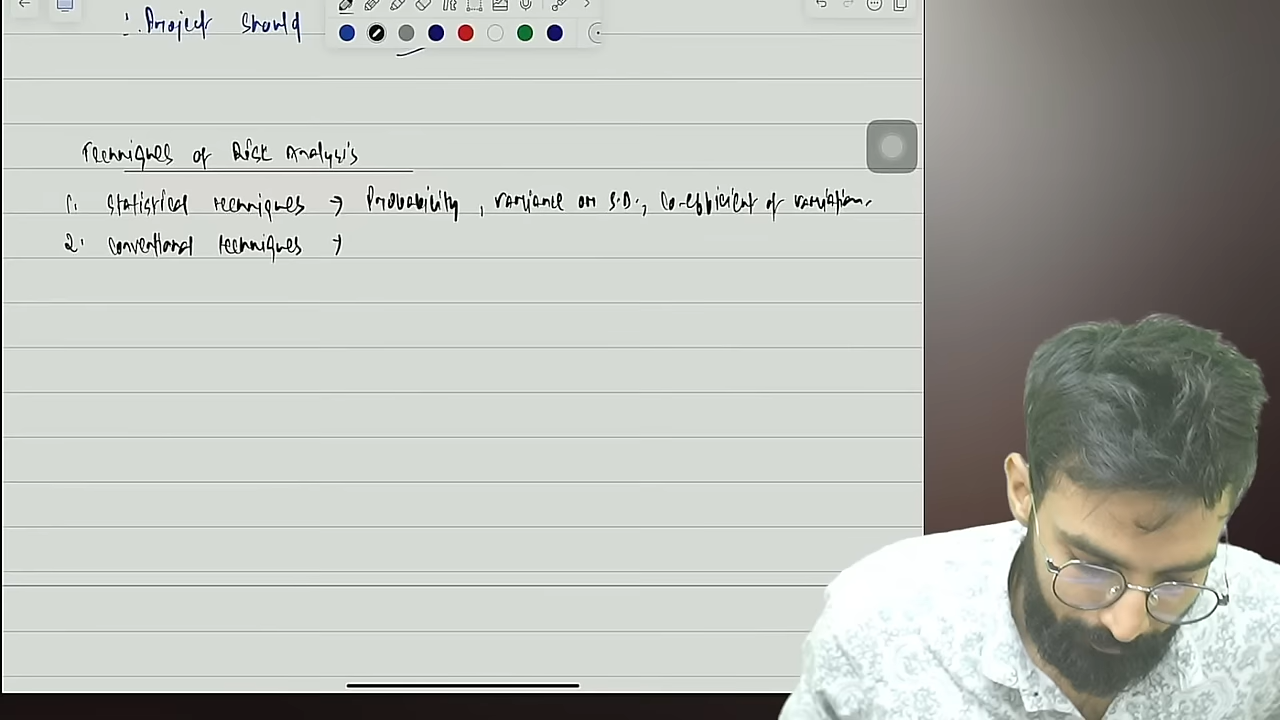 ∴ Project should
Techniques of Risk Analysis
1. Statistical techniques → Probability, variance or S.D., Co-efficient of variation.
2. Conventional techniques →